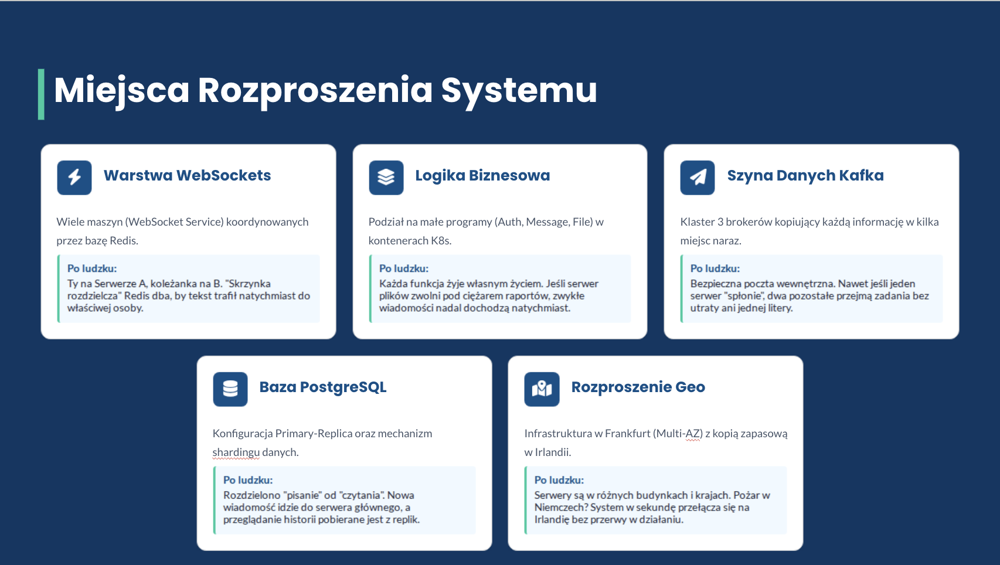 Miejsca Rozproszenia Systemu
Warstwa WebSockets
Wiele maszyn (WebSocket Service) koordynowanych
przez bazę Redis.
Po ludzku:
Ty na Serwerze A, koleżanka na B. "Skrzynka
rozdzielcza" Redis dba, by tekst trafił natychmiast do
właściwej osoby.
Logika Biznesowa
Podział na małe programy (Auth, Message, File) w
kontenerach K8s.
Po ludzku:
Każda funkcja żyje własnym życiem. Jeśli serwer
plików zwolni pod ciężarem raportów, zwykłe
wiadomości nadal dochodzą natychmiast.
Szyna Danych Kafka
Klaster 3 brokerów kopiujący każdą informację w kilka
miejsc naraz.
Po ludzku:
Bezpieczna poczta wewnętrzna. Nawet jeśli jeden
serwer "spłonie", dwa pozostałe przejmą zadania bez
utraty ani jednej litery.
Baza PostgreSQL
Konfiguracja Primary-Replica oraz mechanizm
shardingu danych.
Po ludzku:
Rozdzielono "pisanie" od "czytania". Nowa
wiadomość idzie do serwera głównego, a
przeglądanie historii pobierane jest z replik.
Rozproszenie Geo
Infrastruktura w Frankfurt (Multi-AZ) z kopią zapasową
w Irlandii.
Po ludzku:
Serwery są w różnych budynkach i krajach. Pożar w
Niemczech? System w sekundę przełącza się na
Irlandię bez przerwy w działaniu.